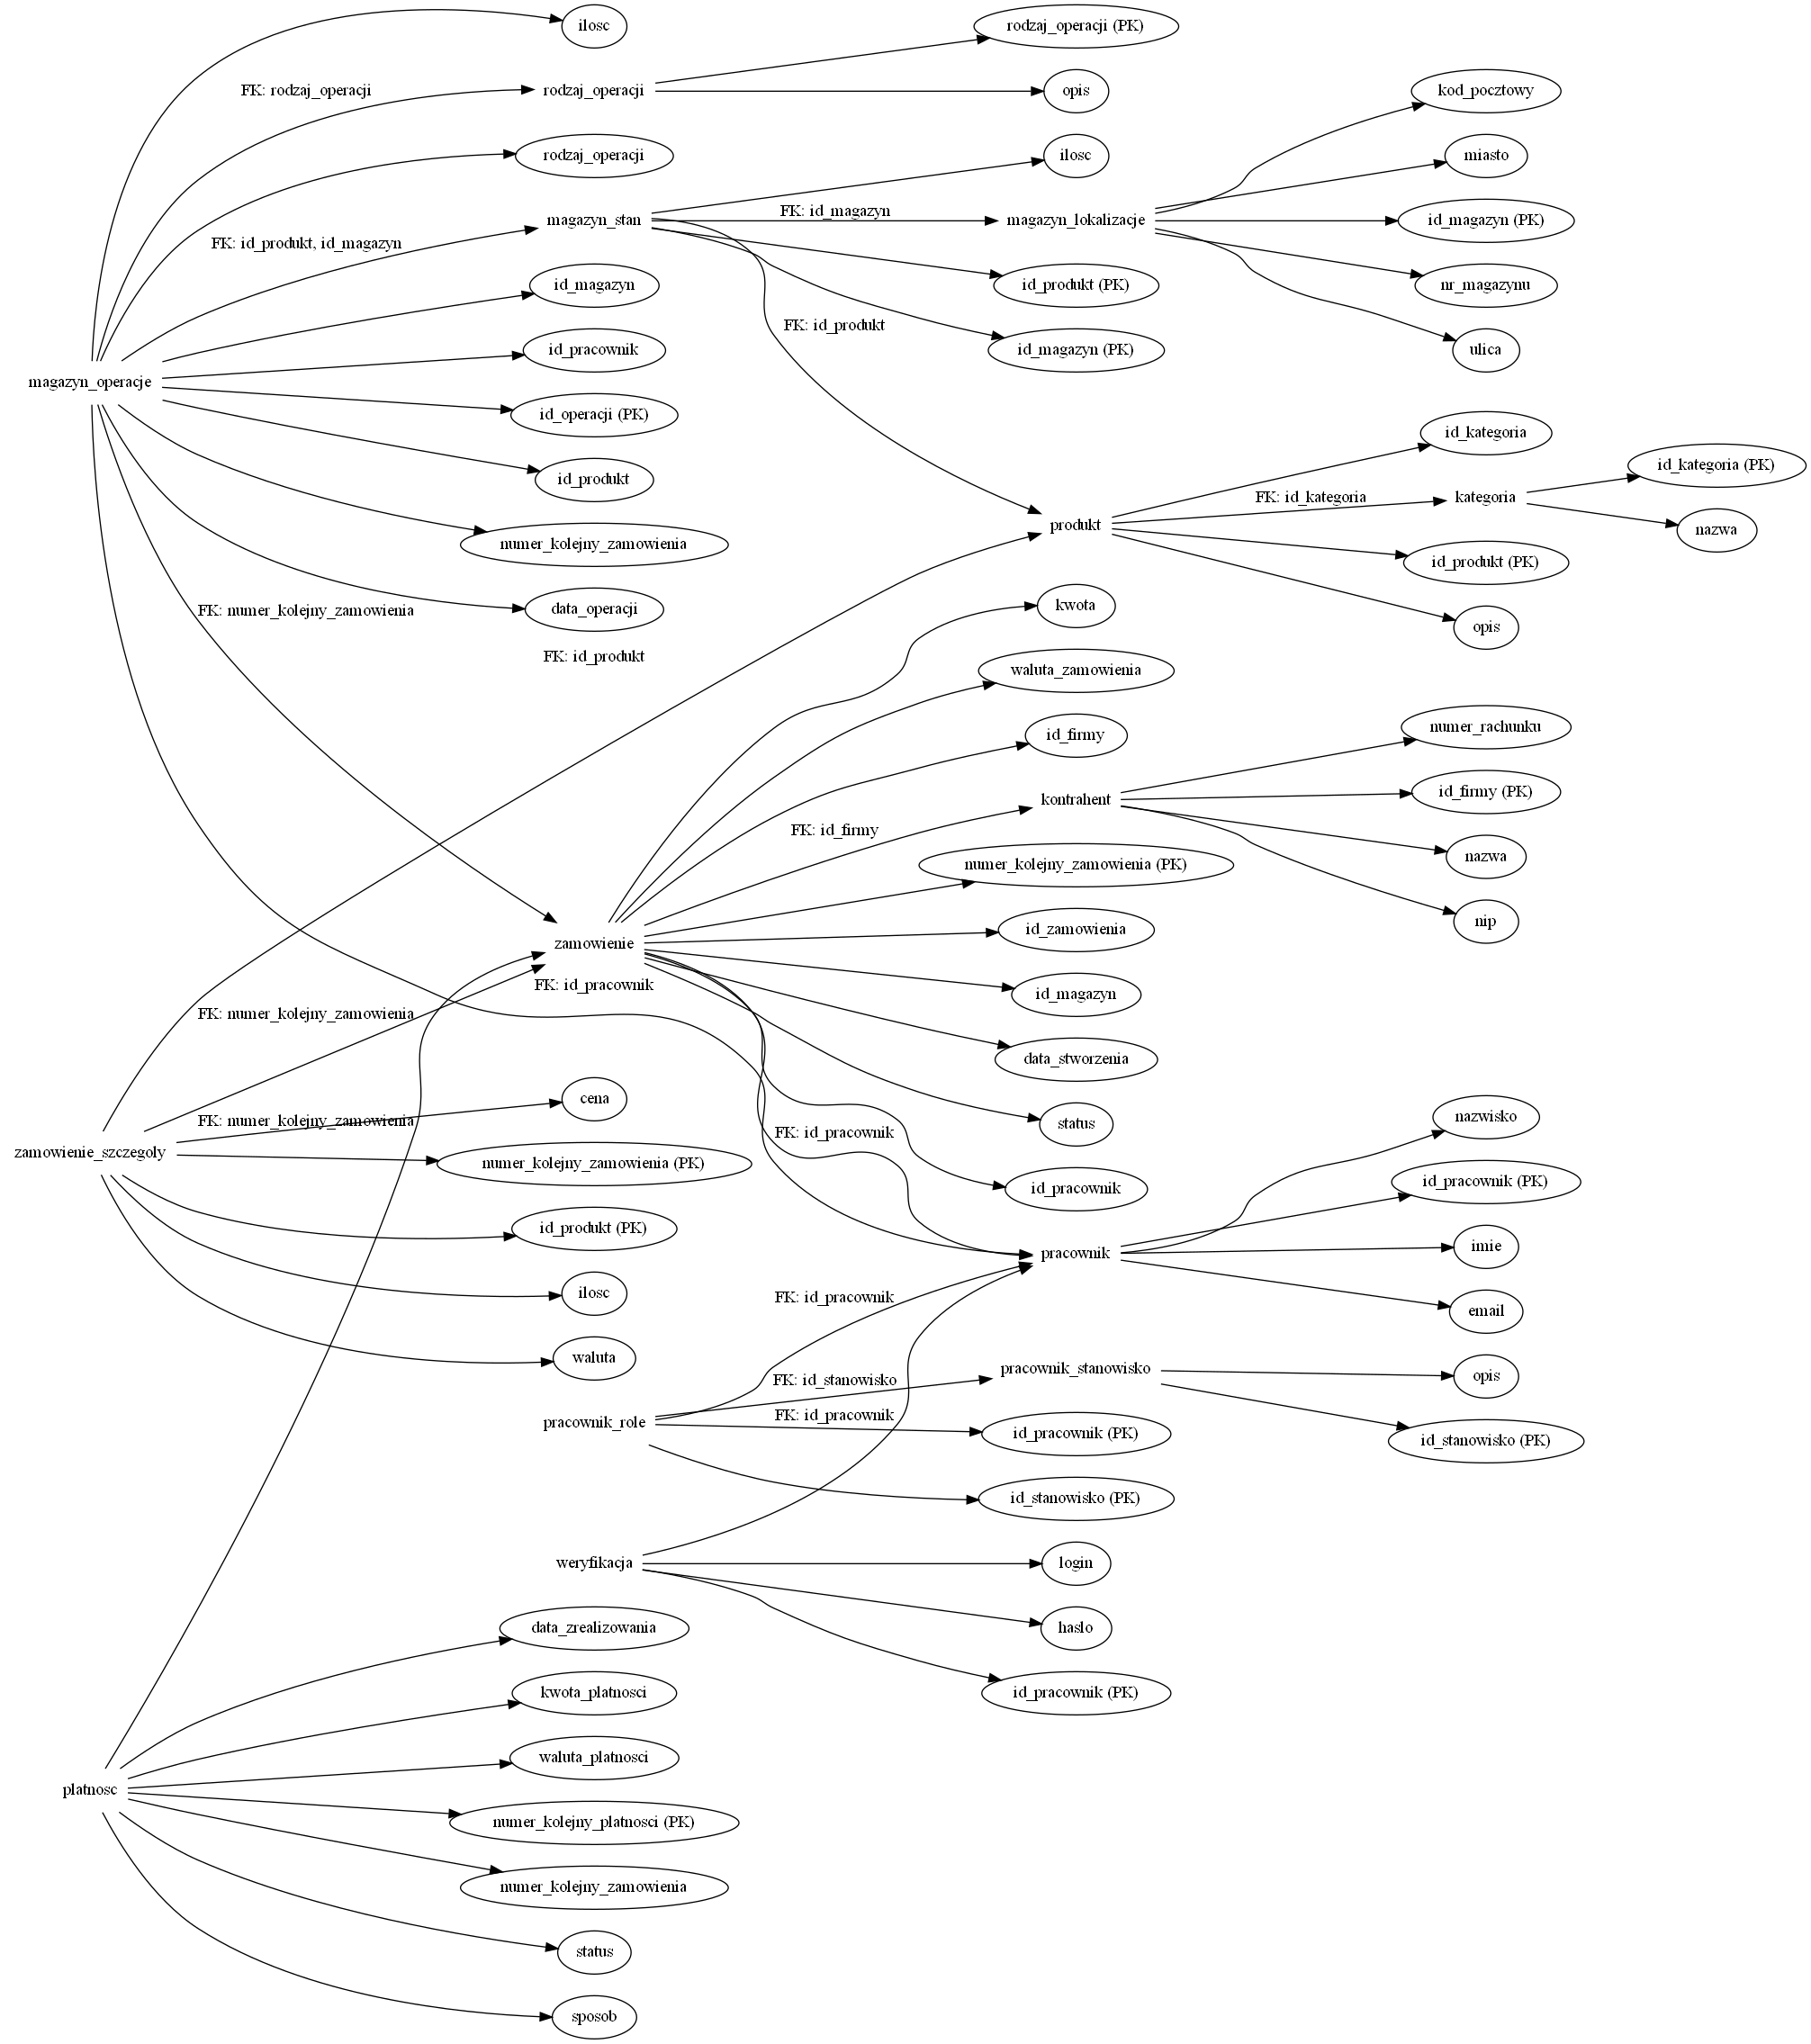 ilosc
rodzaj_operacji (PK)
FK: rodzaj_operacji
rodzaj_operacji
opis
kod_pocztowy
rodzaj_operacji
ilosc
miasto
FK: id_produkt, id_magazyn
magazyn_stan
FK: id_magazyn
magazyn_lokalizacje
id_magazyn (PK)
id_magazyn
id_produkt (PK)
nr_magazynu
FK: id_produkt
id_pracownik
id_magazyn (PK)
ulica
magazyn_operacje
id_operacji (PK)
id_kategoria
id_kategoria (PK)
id_produkt
FK: id_kategoria
kategoria
produkt
nazwa
numer_kolejny_zamowienia
id_produkt (PK)
data_operacji
FK: numer_kolejny_zamowienia
kwota
opis
FK: id_produkt
waluta_zamowienia
id_firmy
numer_rachunku
kontrahent
id_firmy (PK)
FK: id_firmy
numer_kolejny_zamowienia (PK)
nazwa
zamowienie
id_zamowienia
nip
FK: id_pracownik
id_magazyn
FK: numer_kolejny_zamowienia
data_stworzenia
cena
FK: numer_kolejny_zamowienia
status
nazwisko
FK: id_pracownik
zamowienie_szczegoly
numer_kolejny_zamowienia (PK)
id_pracownik
id_pracownik (PK)
id_produkt (PK)
pracownik
imie
ilosc
FK: id_pracownik
email
waluta
pracownik_stanowisko
opis
FK: id_stanowisko
pracownik_role
FK: id_pracownik
id_pracownik (PK)
id_stanowisko (PK)
id_stanowisko (PK)
weryfikacja
login
data_zrealizowania
haslo
kwota_platnosci
id_pracownik (PK)
waluta_platnosci
platnosc
numer_kolejny_platnosci (PK)
numer_kolejny_zamowienia
status
sposob